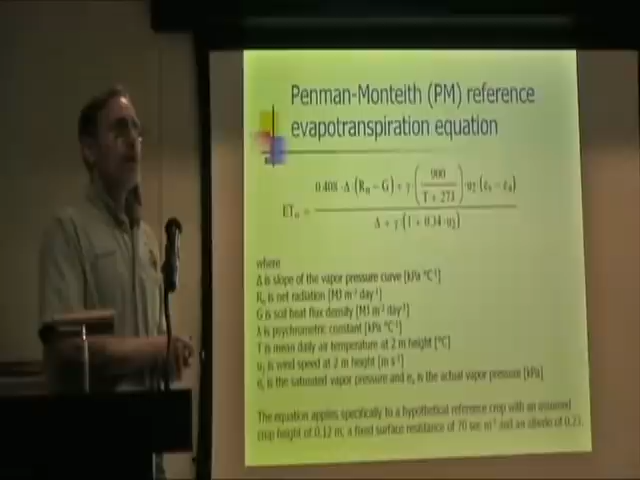 Penman-Monteith (PM) reference
evapotranspiration equation
ETo = 0.408 · Δ · (Rn − G) + γ · (900 / T + 273) · u2 · (es − ea) / Δ + γ · (1 + 0.34 · u2)
where
Δ is slope of the vapor pressure curve [kPa °C-1]
Rn is net radiation [MJ m-2 day-1]
G is soil heat flux density [MJ m-2 day-1]
is psychrometric constant [kPa °C-1]
T is mean daily air temperature at 2 m height [°C]
u2 is wind speed at 2 m height [m s-1]
es is the saturated vapor pressure and ea is the actual vapor pressure [kPa]
The equation applies specifically to a hypothetical reference crop with an assumed
crop height of 0.12 m, a fixed surface resistance of 70 sec m-1 and an albedo of 0.23.